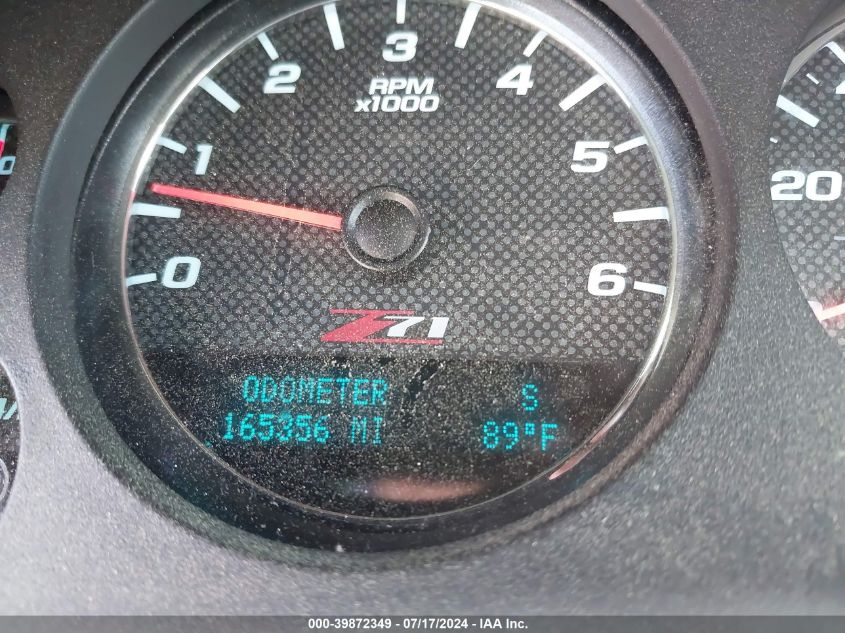 3
2
4
RPM
x1000
1
5
20
0
6
Z71
ODOMETER S
165356 MI 89°F
000-39872349 - 07/17/2024 - IAA Inc.